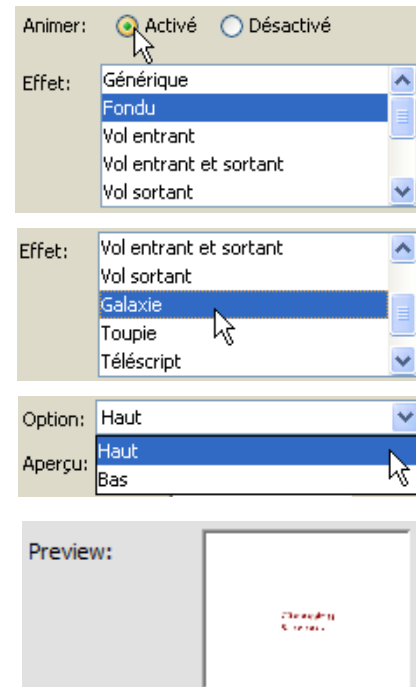 Animer: Activé Désactivé
Effet: Générique
Fondu
Vol entrant
Vol entrant et sortant
Vol sortant
Effet: Vol entrant et sortant
Vol sortant
Galaxie
Toupie
Téléscript
Option: Haut
Haut
Aperçu:
Bas
Preview: